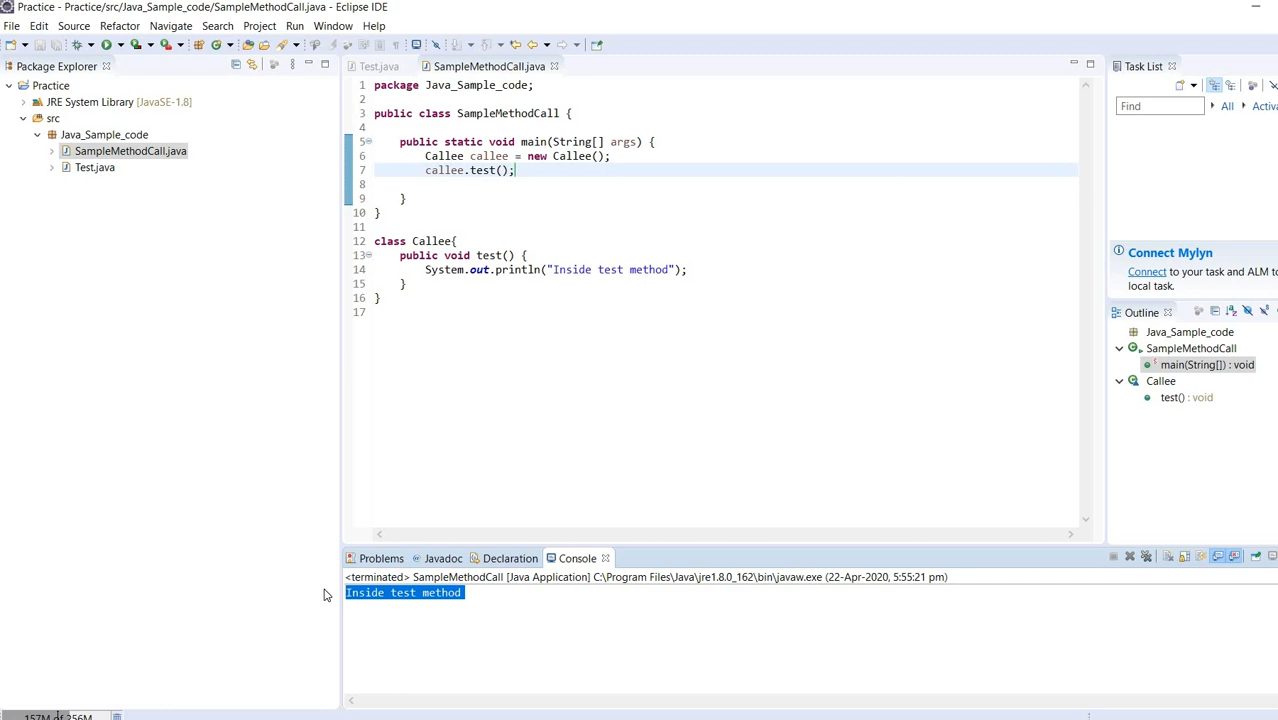 Practice - Practice/src/Java_Sample_code/SampleMethodCall.java - Eclipse IDE
File Edit Source Refactor Navigate Search Project Run Window Help
Package Explorer
Practice
JRE System Library [JavaSE-1.8]
src
Java_Sample_code
SampleMethodCall.java
Test.java
Test.java SampleMethodCall.java
1 package Java_Sample_code;
2
3 public class SampleMethodCall {
4
5 public static void main(String[] args) {
6 Callee callee = new Callee();
7 callee.test();
8
9 }
10 }
11
12 class Callee{
13 public void test() {
14 System.out.println("Inside test method");
15 }
16 }
17
Task List
Find All Activa
Connect Mylyn
Connect to your task and ALM to
local task.
Outline
Java_Sample_code
SampleMethodCall
main(String[]) : void
Callee
test() : void
Problems Javadoc Declaration Console
<terminated> SampleMethodCall [Java Application] C:\Program Files\Java\jre1.8.0_162\bin\javaw.exe (22-Apr-2020, 5:55:21 pm)
Inside test method
157M of 256M